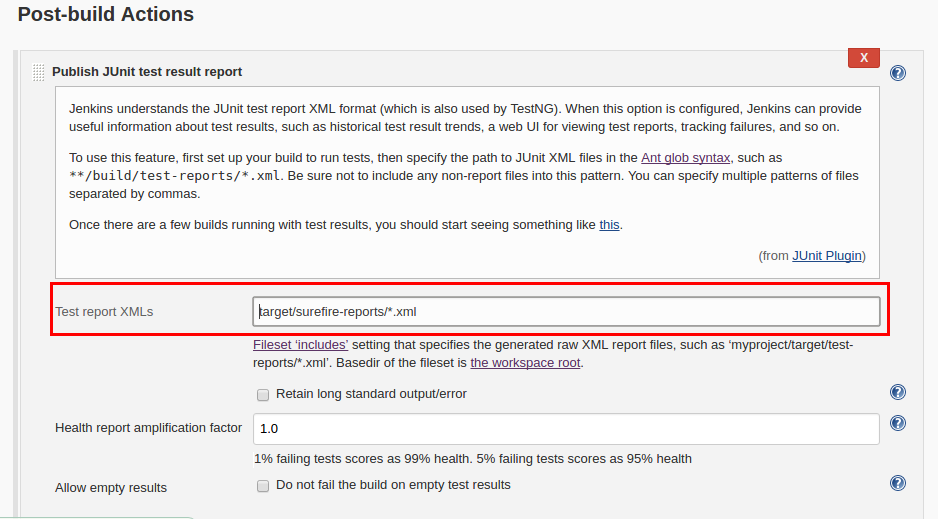 Post-build Actions
X
Publish JUnit test result report
Jenkins understands the JUnit test report XML format (which is also used by TestNG). When this option is configured, Jenkins can provide
useful information about test results, such as historical test result trends, a web UI for viewing test reports, tracking failures, and so on.
To use this feature, first set up your build to run tests, then specify the path to JUnit XML files in the Ant glob syntax, such as
**/build/test-reports/*.xml. Be sure not to include any non-report files into this pattern. You can specify multiple patterns of files
separated by commas.
Once there are a few builds running with test results, you should start seeing something like this.
(from JUnit Plugin)
Test report XMLs target/surefire-reports/*.xml
Fileset ‘includes’ setting that specifies the generated raw XML report files, such as ‘myproject/target/test-
reports/*.xml’. Basedir of the fileset is the workspace root.
Retain long standard output/error
Health report amplification factor 1.0
1% failing tests scores as 99% health. 5% failing tests scores as 95% health
Allow empty results Do not fail the build on empty test results